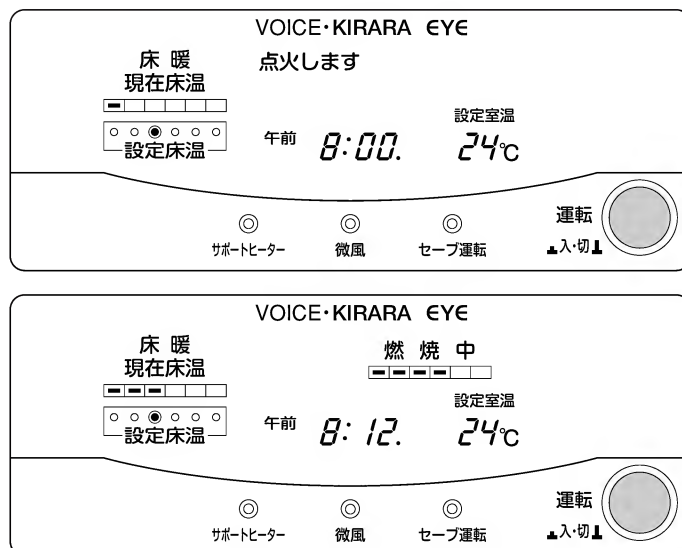 VOICE・KIRARA EYE
床暖
現在床温
点火します
設定床温
午前 8:00.
設定室温
24℃
サポートヒーター
微風
セーブ運転
運転
入・切
VOICE・KIRARA EYE
床暖
現在床温
燃焼中
設定床温
午前 8:12.
設定室温
24℃
サポートヒーター
微風
セーブ運転
運転
入・切